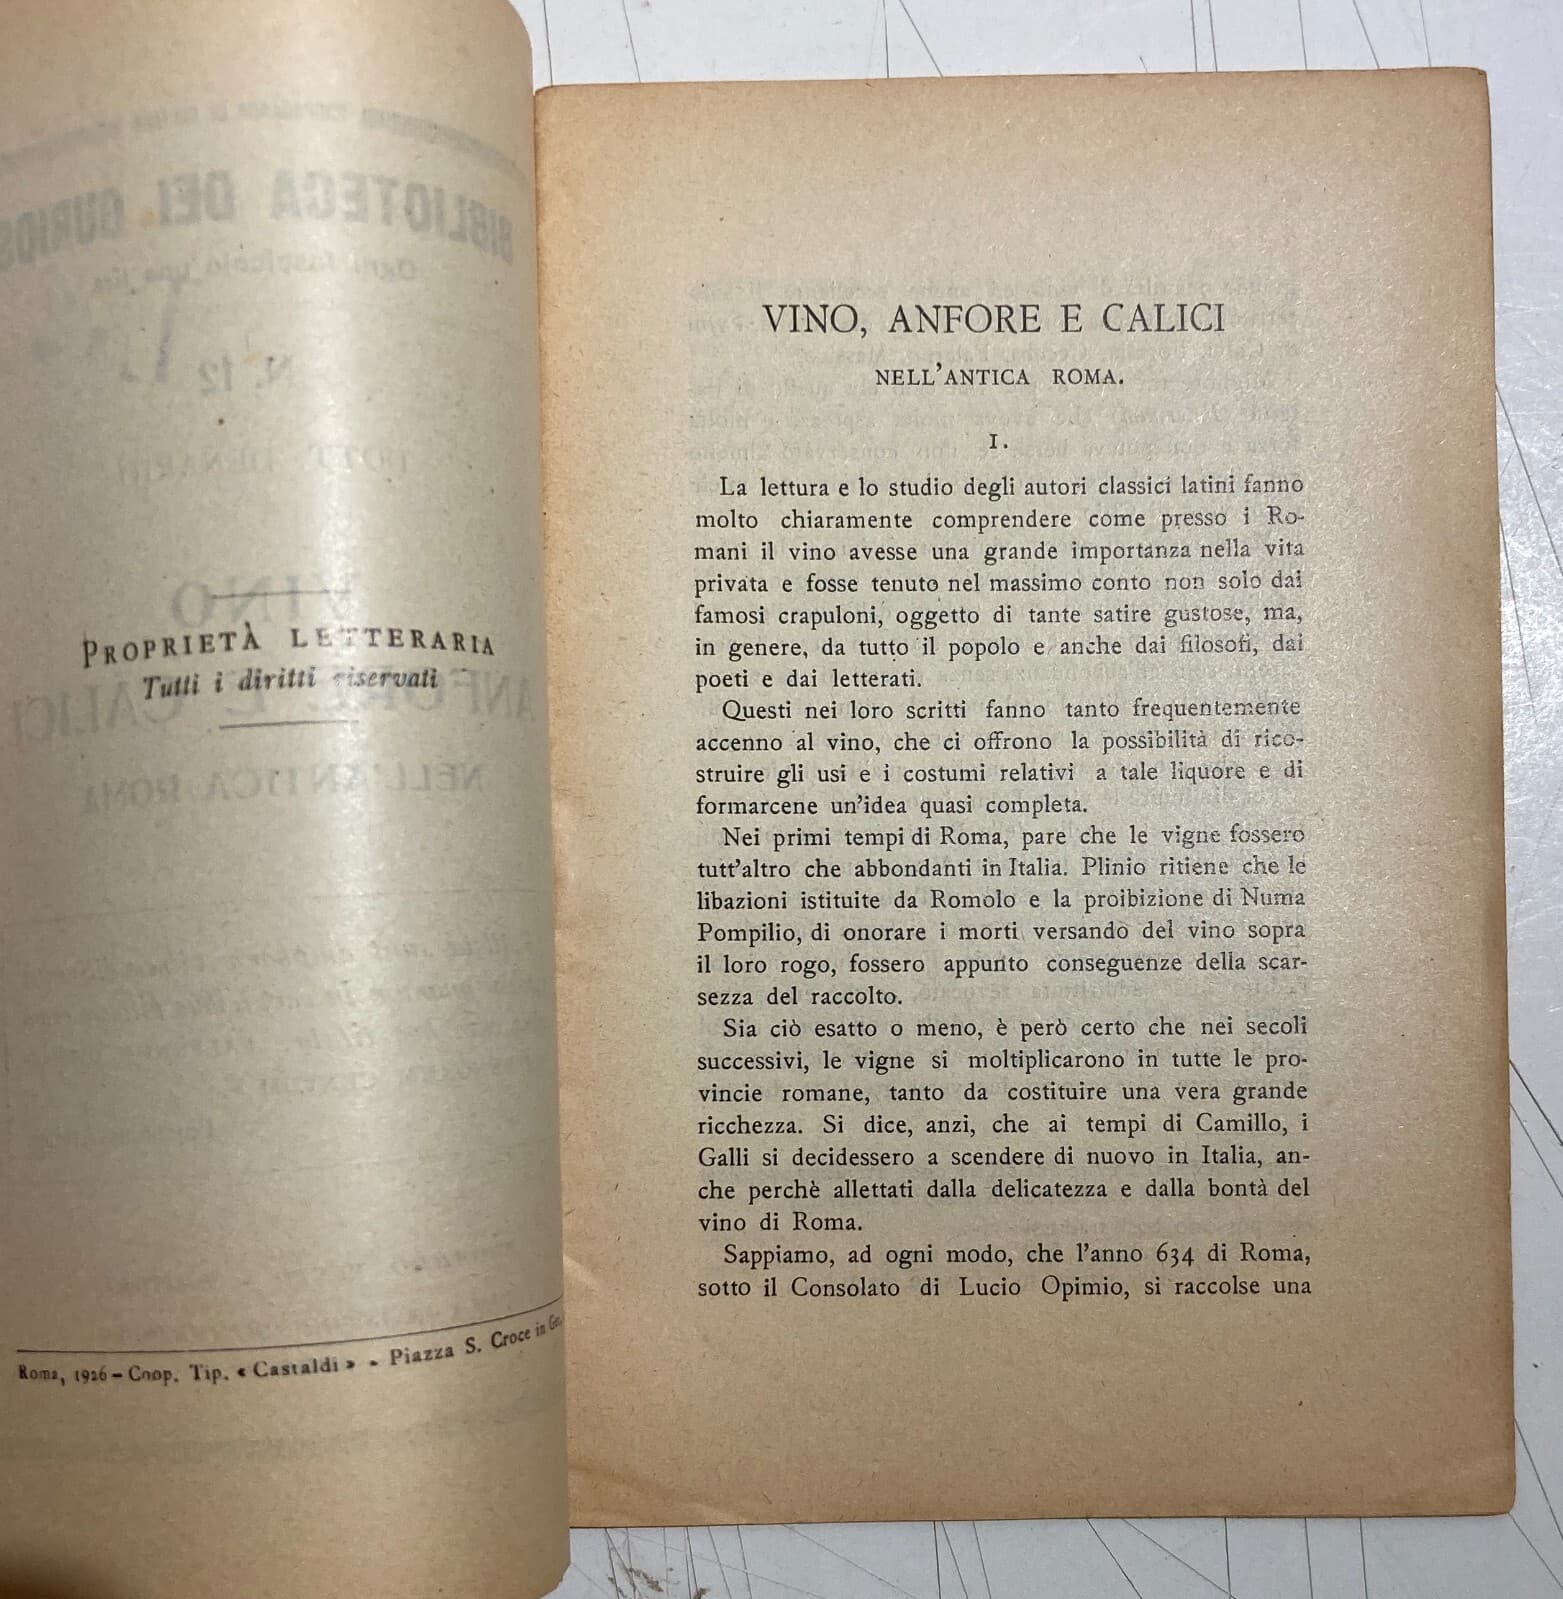 PROPRIETÀ LETTERARIA
Tutti i diritti riservati
Roma, 1926 – Coop. Tip. « Castaldi » - Piazza S. Croce in
VINO, ANFORE E CALICI
NELL'ANTICA ROMA.
I.
La lettura e lo studio degli autori classici latini fanno
molto chiaramente comprendere come presso i Ro-
mani il vino avesse una grande importanza nella vita
privata e fosse tenuto nel massimo conto non solo dai
famosi crapuloni, oggetto di tante satire gustose, ma,
in genere, da tutto il popolo e anche dai filosofi, dai
poeti e dai letterati.
Questi nei loro scritti fanno tanto frequentemente
accenno al vino, che ci offrono la possibilità di rico-
struire gli usi e i costumi relativi a tale liquore e di
formarcene un'idea quasi completa.
Nei primi tempi di Roma, pare che le vigne fossero
tutt'altro che abbondanti in Italia. Plinio ritiene che le
libazioni istituite da Romolo e la proibizione di Numa
Pompilio, di onorare i morti versando del vino sopra
il loro rogo, fossero appunto conseguenze della scar-
sezza del raccolto.
Sia ciò esatto o meno, è però certo che nei secoli
successivi, le vigne si moltiplicarono in tutte le pro-
vincie romane, tanto da costituire una vera grande
ricchezza. Si dice, anzi, che ai tempi di Camillo, i
Galli si decidessero a scendere di nuovo in Italia, an-
che perchè allettati dalla delicatezza e dalla bontà del
vino di Roma.
Sappiamo, ad ogni modo, che l'anno 634 di Roma,
sotto il Consolato di Lucio Opimio, si raccolse una